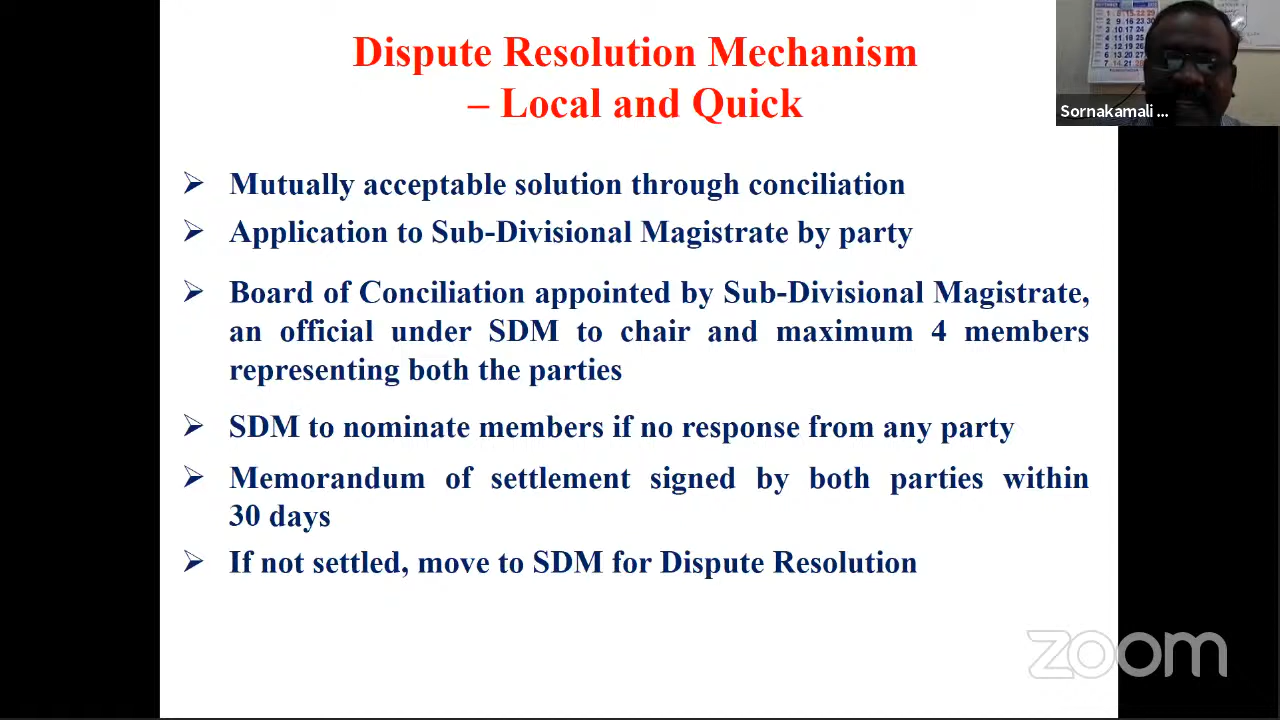 Dispute Resolution Mechanism
– Local and Quick
Sornakamali ...
➢ Mutually acceptable solution through conciliation
➢ Application to Sub-Divisional Magistrate by party
➢ Board of Conciliation appointed by Sub-Divisional Magistrate,
an official under SDM to chair and maximum 4 members
representing both the parties
➢ SDM to nominate members if no response from any party
➢ Memorandum of settlement signed by both parties within
30 days
➢ If not settled, move to SDM for Dispute Resolution
zoom